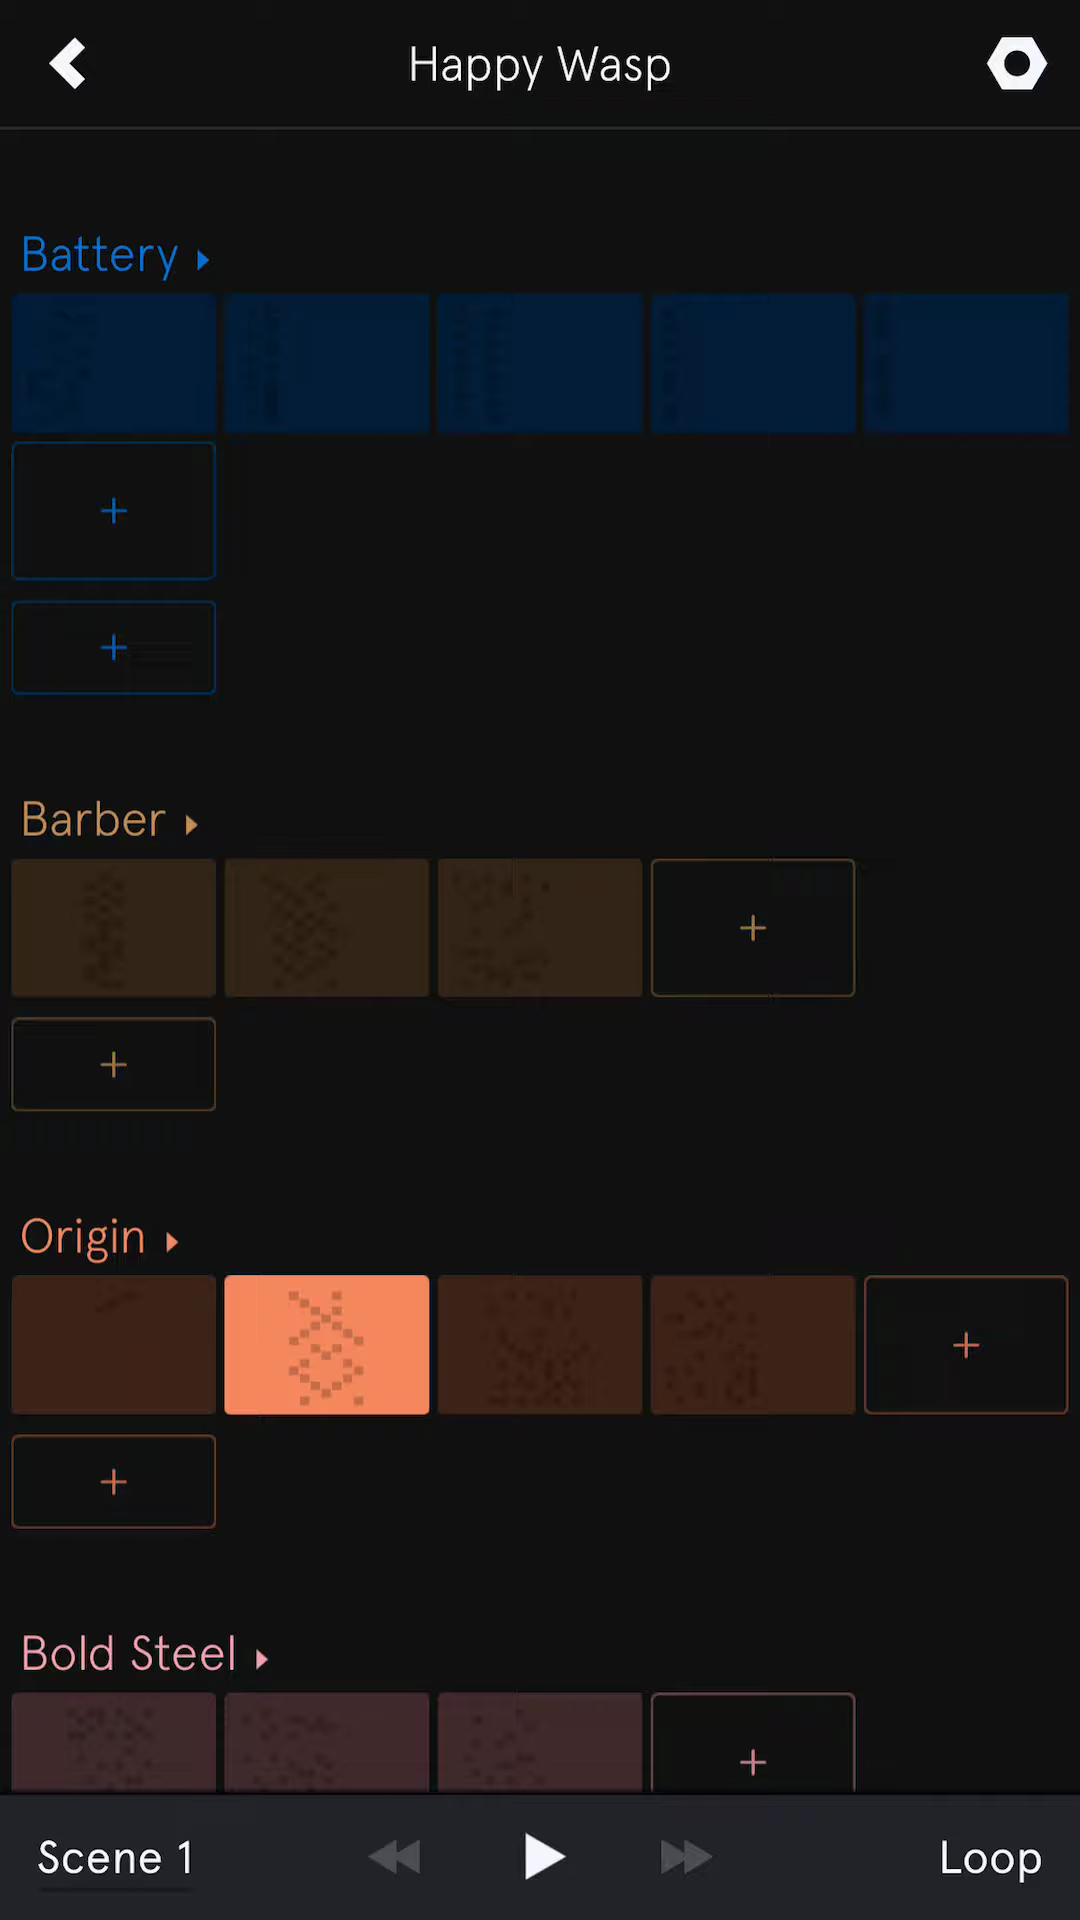 Happy Wasp
Battery
+
+
Barber
+
+
Origin
+
+
Bold Steel
+
Scene 1
Loop